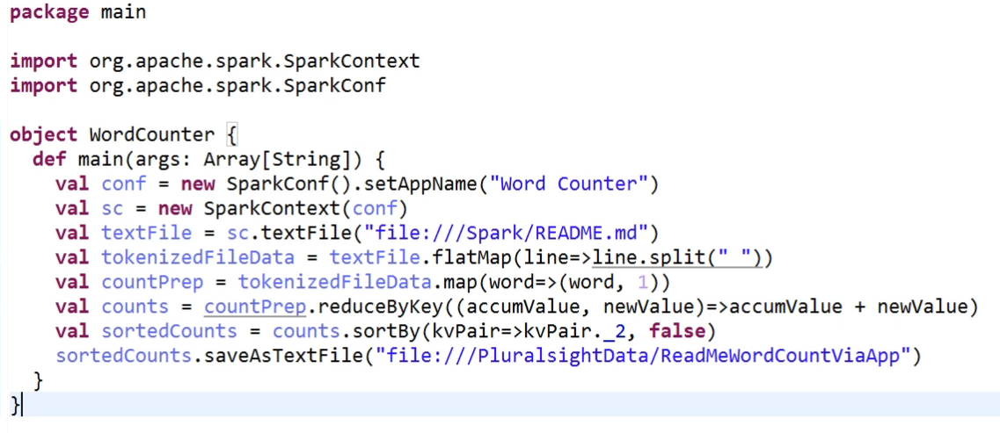 package main
import org.apache.spark.SparkContext
import org.apache.spark.SparkConf
object WordCounter {
def main(args: Array[String]) {
val conf = new SparkConf().setAppName("Word Counter")
val sc = new SparkContext(conf)
val textFile = sc.textFile("file:///Spark/README.md")
val tokenizedFileData = textFile.flatMap(line=>line.split(" "))
val countPrep = tokenizedFileData.map(word=>(word, 1))
val counts = countPrep.reduceByKey((accumValue, newValue)=>accumValue + newValue)
val sortedCounts = counts.sortBy(kvPair=>kvPair._2, false)
sortedCounts.saveAsTextFile("file:///PluralsightData/ReadMeWordCountViaApp")
}
}